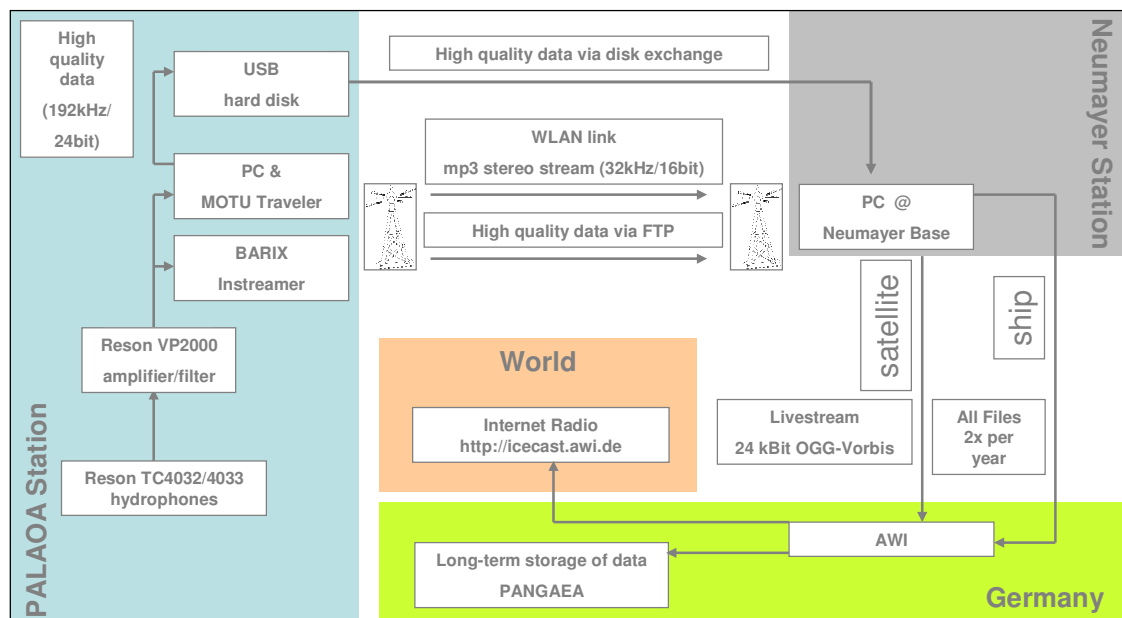 High
quality
data
(192kHz/
24bit)
USB
hard disk
PC &
MOTU Traveler
BARIX
Instreamer
Reson VP2000
amplifier/filter
Reson TC4032/4033
hydrophones
PALAOA Station
High quality data via disk exchange
WLAN link
mp3 stereo stream (32kHz/16bit)
High quality data via FTP
Neumayer Station
PC @
Neumayer Base
satellite
ship
Livestream
24 kBit OGG-Vorbis
All Files
2x per
year
World
Internet Radio
http://icecast.awi.de
AWI
Long-term storage of data
PANGAEA
Germany